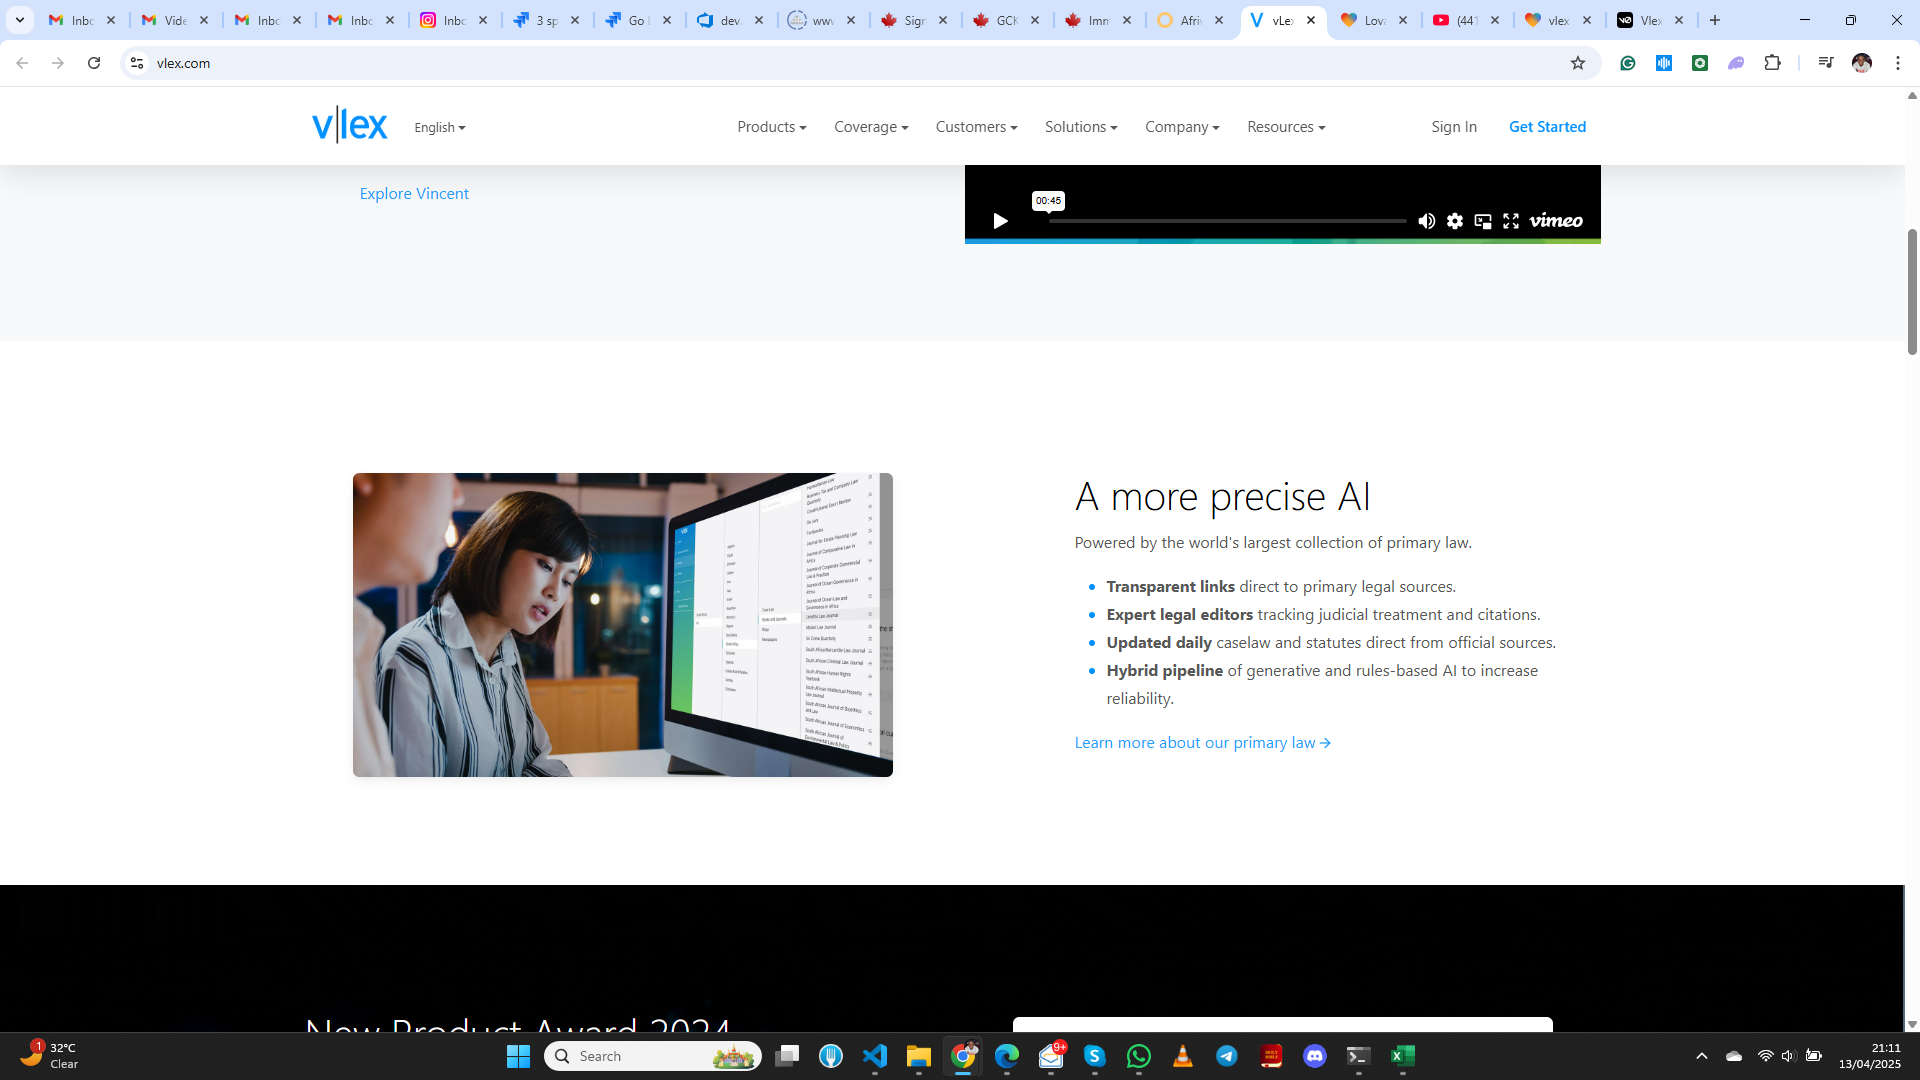 Inbo
Vide
Inbo
Inbo
Inbo
3 sp
Go L
dev.
www
Sign
GCK
Imm
Afri
vLex
Lova
(441
vlex
Vlex
vlex.com
v|lex
English
Products
Coverage
Customers
Solutions
Company
Resources
Sign In
Get Started
Explore Vincent
00:45
vimeo
A more precise AI
Powered by the world's largest collection of primary law.
Transparent links direct to primary legal sources.
Expert legal editors tracking judicial treatment and citations.
Updated daily caselaw and statutes direct from official sources.
Hybrid pipeline of generative and rules-based AI to increase
reliability.
Learn more about our primary law →
New Product Award 2024
1
32°C
Clear
Search
9+
21:11
13/04/2025